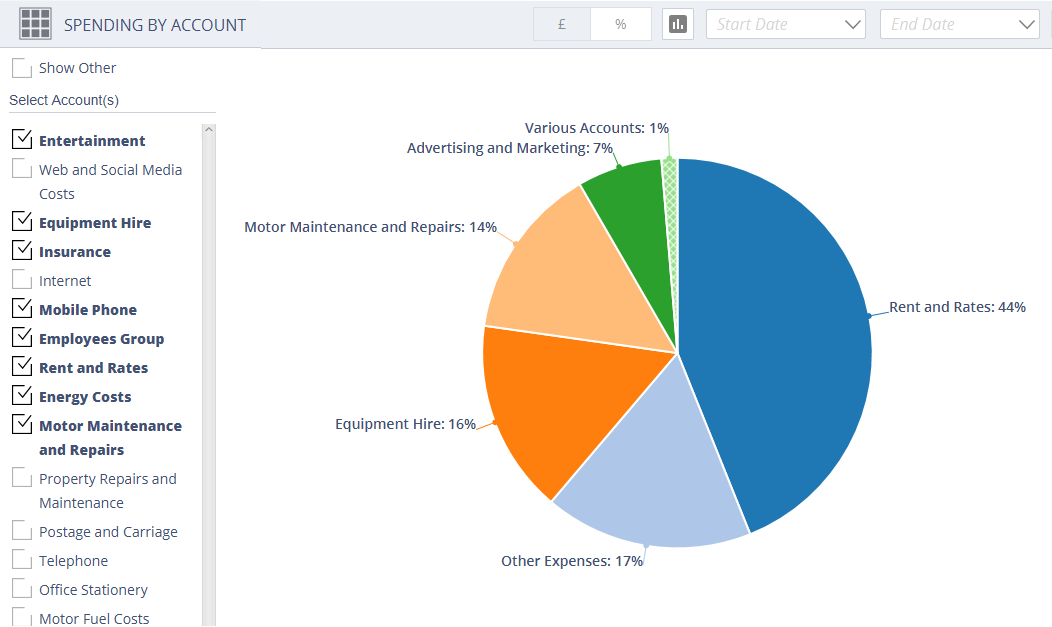 SPENDING BY ACCOUNT
£
%
Start Date
End Date
Show Other
Select Account(s)
Entertainment
Web and Social Media
Costs
Equipment Hire
Insurance
Internet
Mobile Phone
Employees Group
Rent and Rates
Energy Costs
Motor Maintenance
and Repairs
Property Repairs and
Maintenance
Postage and Carriage
Telephone
Office Stationery
Motor Fuel Costs
Various Accounts: 1%
Advertising and Marketing: 7%
Motor Maintenance and Repairs: 14%
Rent and Rates: 44%
Equipment Hire: 16%
Other Expenses: 17%